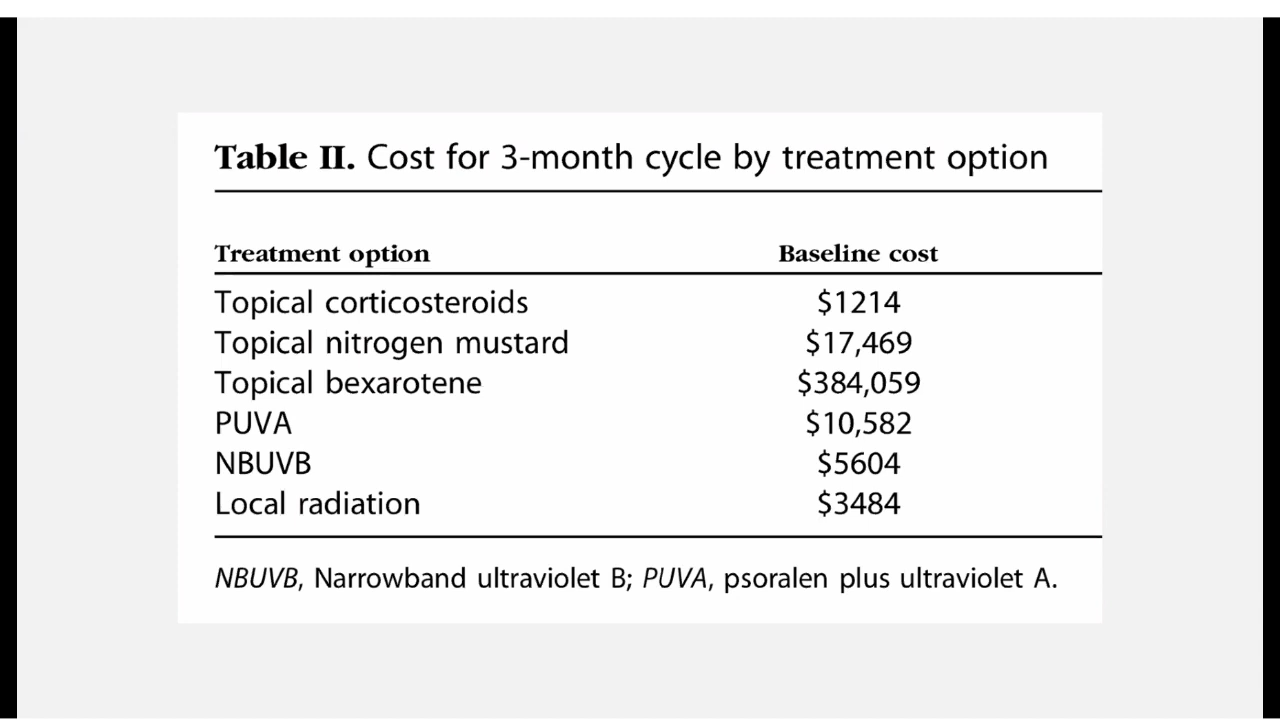 Table II. Cost for 3-month cycle by treatment option
Treatment option Baseline cost
Topical corticosteroids $1214
Topical nitrogen mustard $17,469
Topical bexarotene $384,059
PUVA $10,582
NBUVB $5604
Local radiation $3484
NBUVB, Narrowband ultraviolet B; PUVA, psoralen plus ultraviolet A.